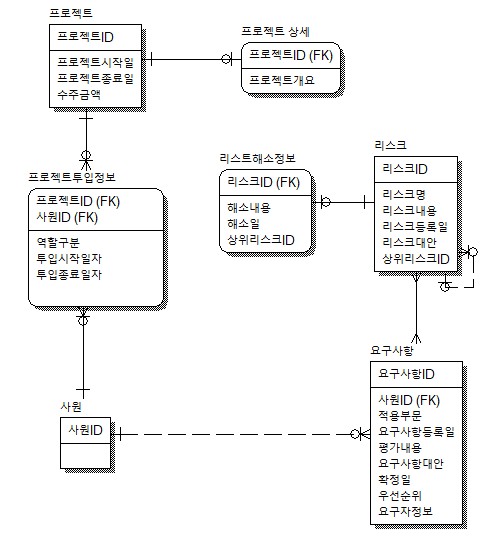 프로젝트
프로젝트ID
프로젝트시작일
프로젝트종료일
수주금액
프로젝트 상세
프로젝트ID (FK)
프로젝트개요
프로젝트투입정보
프로젝트ID (FK)
사원ID (FK)
역할구분
투입시작일자
투입종료일자
리스트해소정보
리스크ID (FK)
해소내용
해소일
상위리스크ID
리스크
리스크ID
리스크명
리스크내용
리스크등록일
리스크대안
상위리스크ID
사원
사원ID
요구사항
요구사항ID
사원ID (FK)
적용부문
요구사항등록일
평가내용
요구사항대안
확정일
우선순위
요구자정보